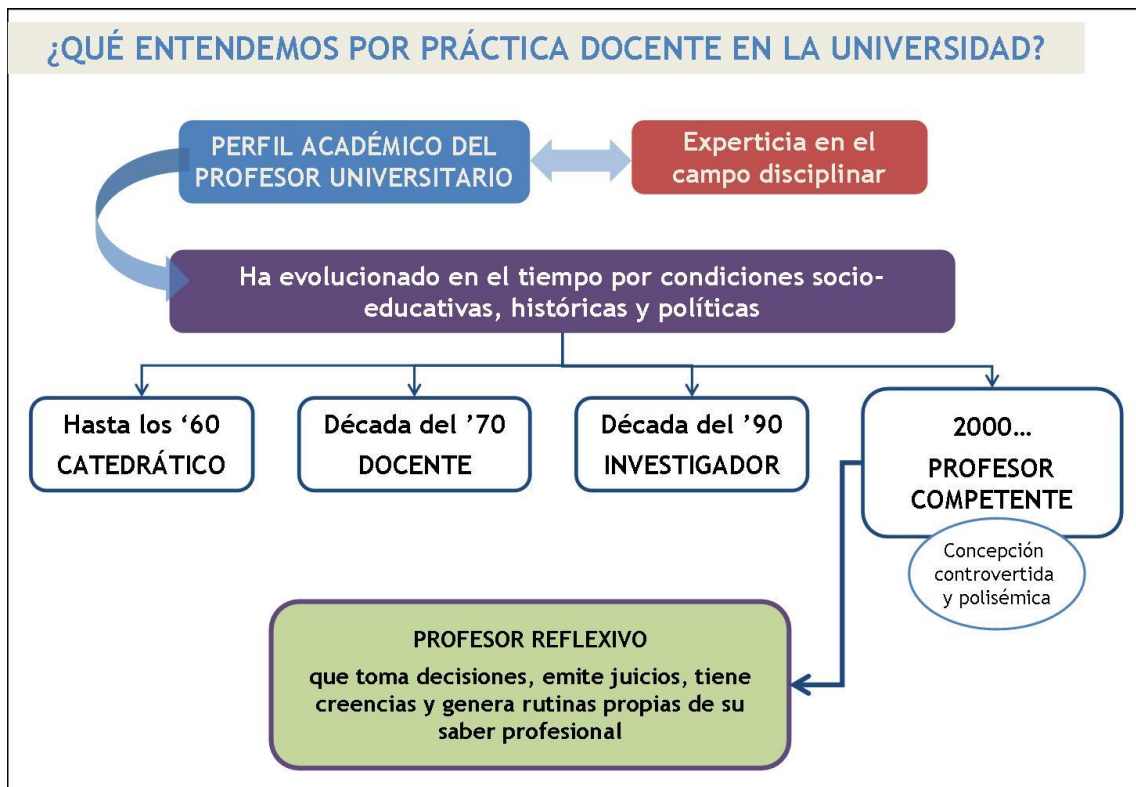 ¿QUÉ ENTENDEMOS POR PRÁCTICA DOCENTE EN LA UNIVERSIDAD?
PERFIL ACADÉMICO DEL
PROFESOR UNIVERSITARIO
Experticia en el
campo disciplinar
Ha evolucionado en el tiempo por condiciones socio-
educativas, históricas y políticas
Hasta los ‘60
CATEDRÁTICO
Década del ’70
DOCENTE
Década del ’90
INVESTIGADOR
2000…
PROFESOR
COMPETENTE
Concepción
controvertida
y polisémica
PROFESOR REFLEXIVO
que toma decisiones, emite juicios, tiene
creencias y genera rutinas propias de su
saber profesional